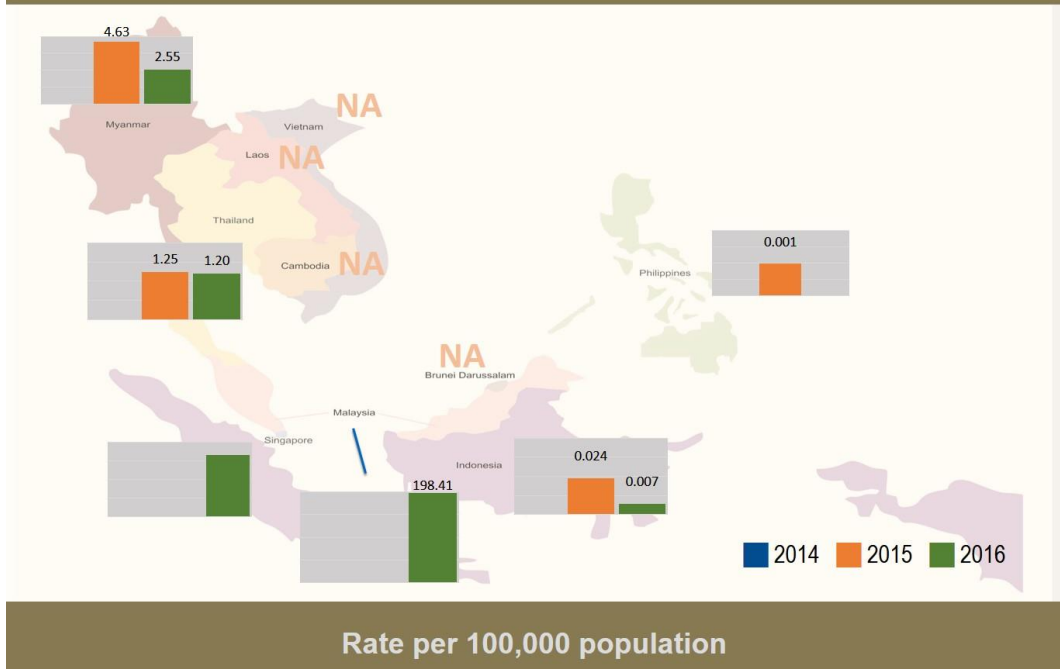 4.63
2.55
NA
Myanmar
Vietnam
Laos
NA
Thailand
1.25
1.20
Cambodia
NA
0.001
Philippines
NA
Brunei Darussalam
Malaysia
Singapore
Indonesia
0.024
0.007
198.41
2014
2015
2016
Rate per 100,000 population